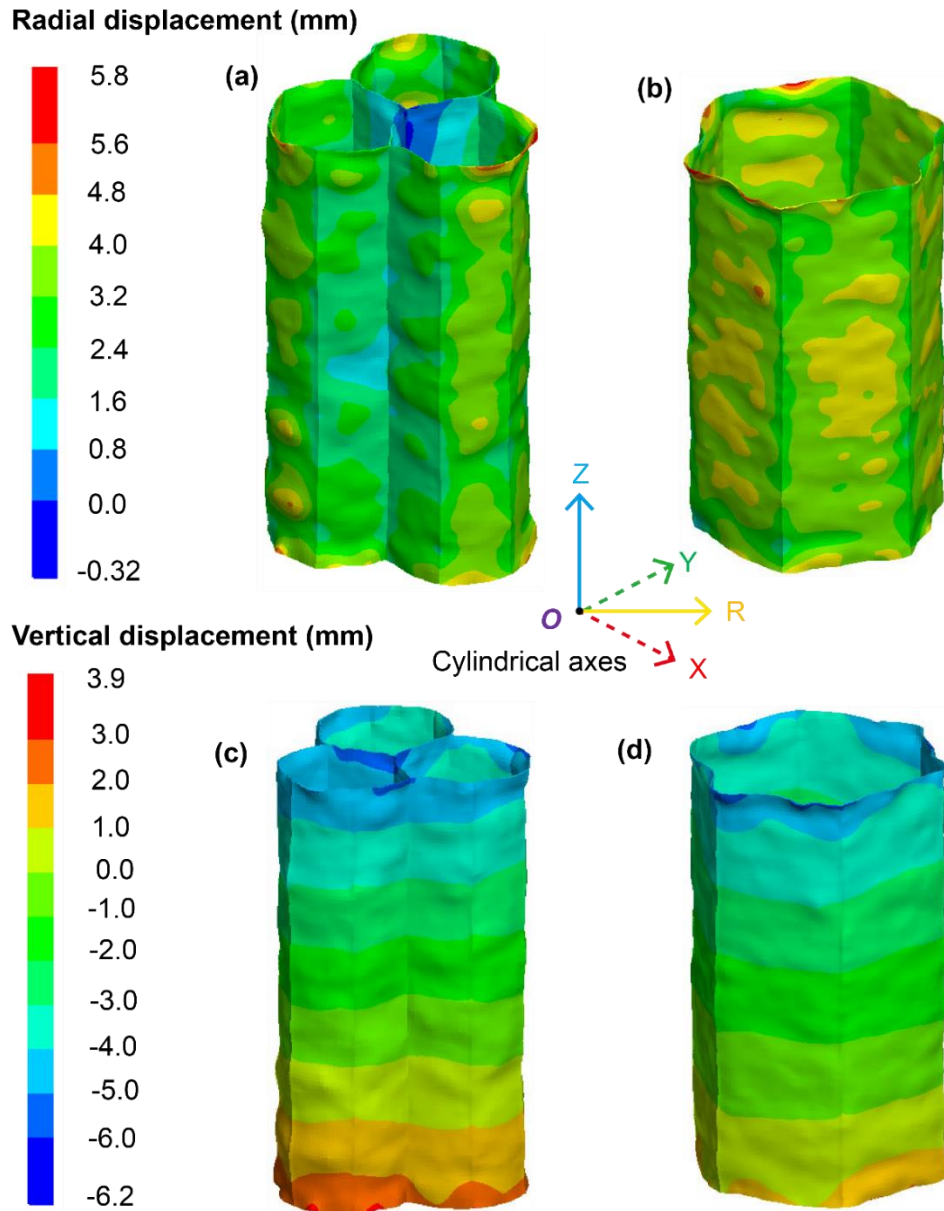 Radial displacement (mm)
5.8
5.6
4.8
4.0
3.2
2.4
1.6
0.8
0.0
-0.32
(a)
(b)
Z
Y
O
R
X
Cylindrical axes
Vertical displacement (mm)
3.9
3.0
2.0
1.0
0.0
-1.0
-2.0
-3.0
-4.0
-5.0
-6.0
-6.2
(c)
(d)